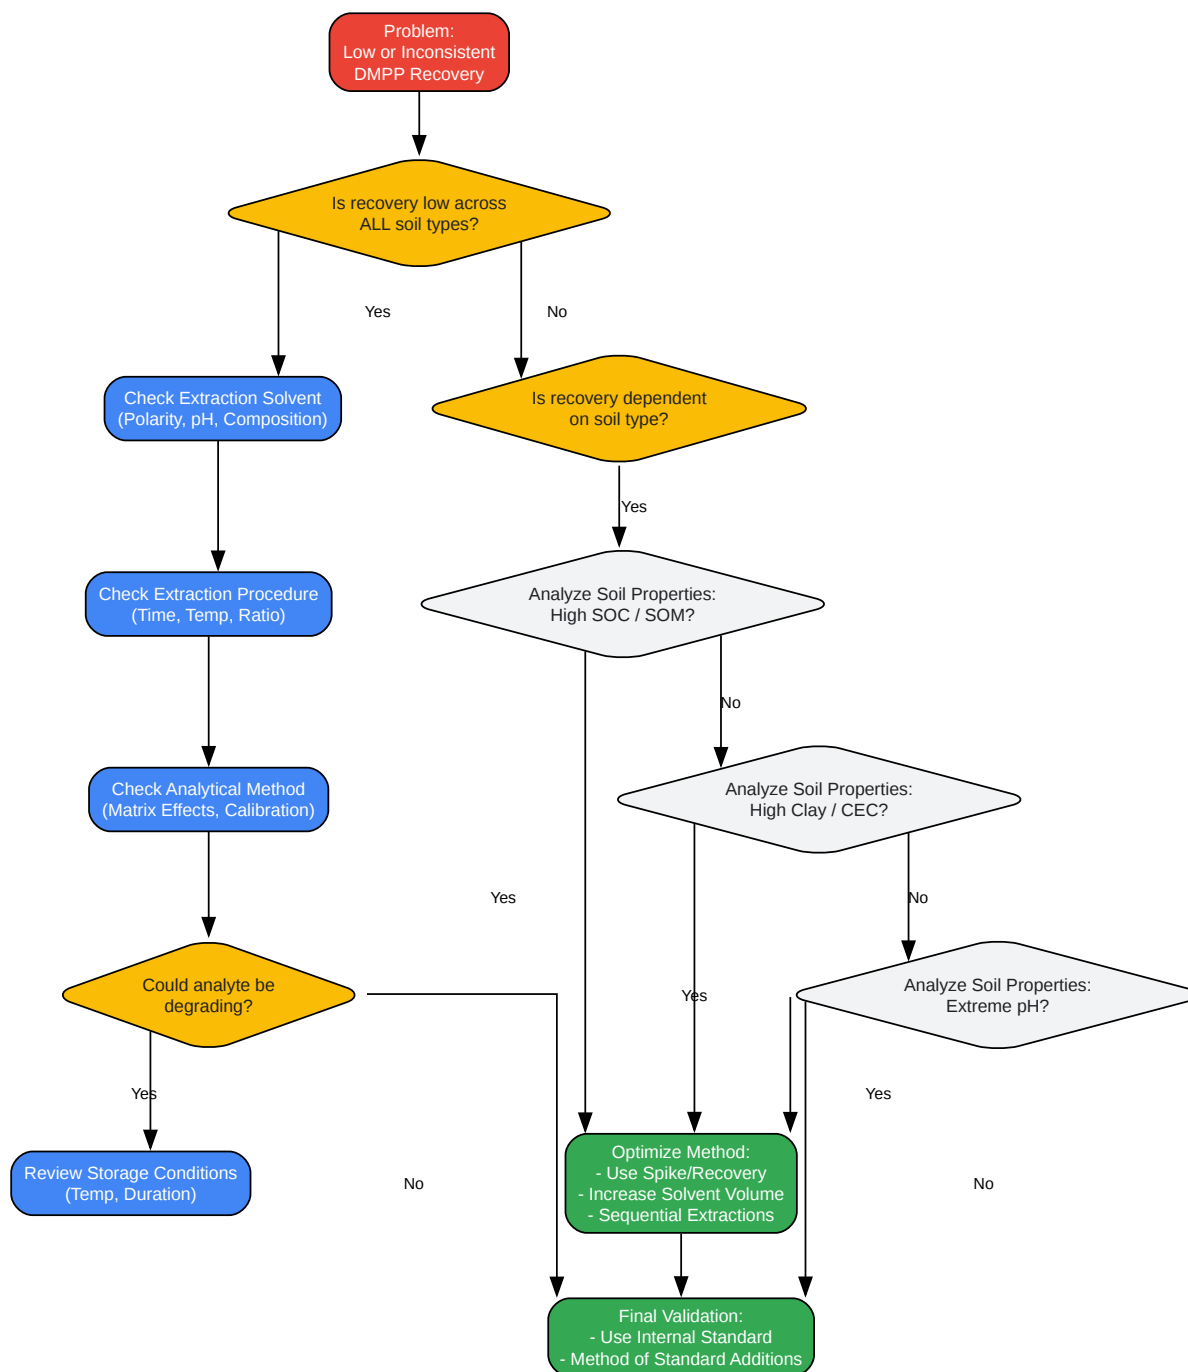 Problem:
Low or Inconsistent
DMPP Recovery
Is recovery low across
ALL soil types?
Yes
No
Check Extraction Solvent
(Polarity, pH, Composition)
Is recovery dependent
on soil type?
Yes
Check Extraction Procedure
(Time, Temp, Ratio)
Analyze Soil Properties:
High SOC / SOM?
No
Check Analytical Method
(Matrix Effects, Calibration)
Analyze Soil Properties:
High Clay / CEC?
Yes
No
Could analyte be
degrading?
Yes
Analyze Soil Properties:
Extreme pH?
Yes
Yes
Review Storage Conditions
(Temp, Duration)
No
Optimize Method:
- Use Spike/Recovery
- Increase Solvent Volume
- Sequential Extractions
No
Final Validation:
- Use Internal Standard
- Method of Standard Additions